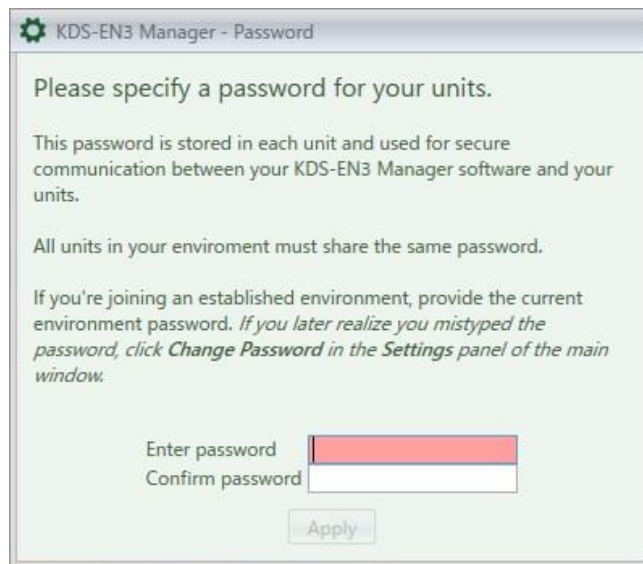 KDS-EN3 Manager - Password
Please specify a password for your units.
This password is stored in each unit and used for secure
communication between your KDS-EN3 Manager software and your
units.
All units in your enviroment must share the same password.
If you're joining an established environment, provide the current
environment password. If you later realize you mistyped the
password, click Change Password in the Settings panel of the main
window.
Enter password
Confirm password
Apply